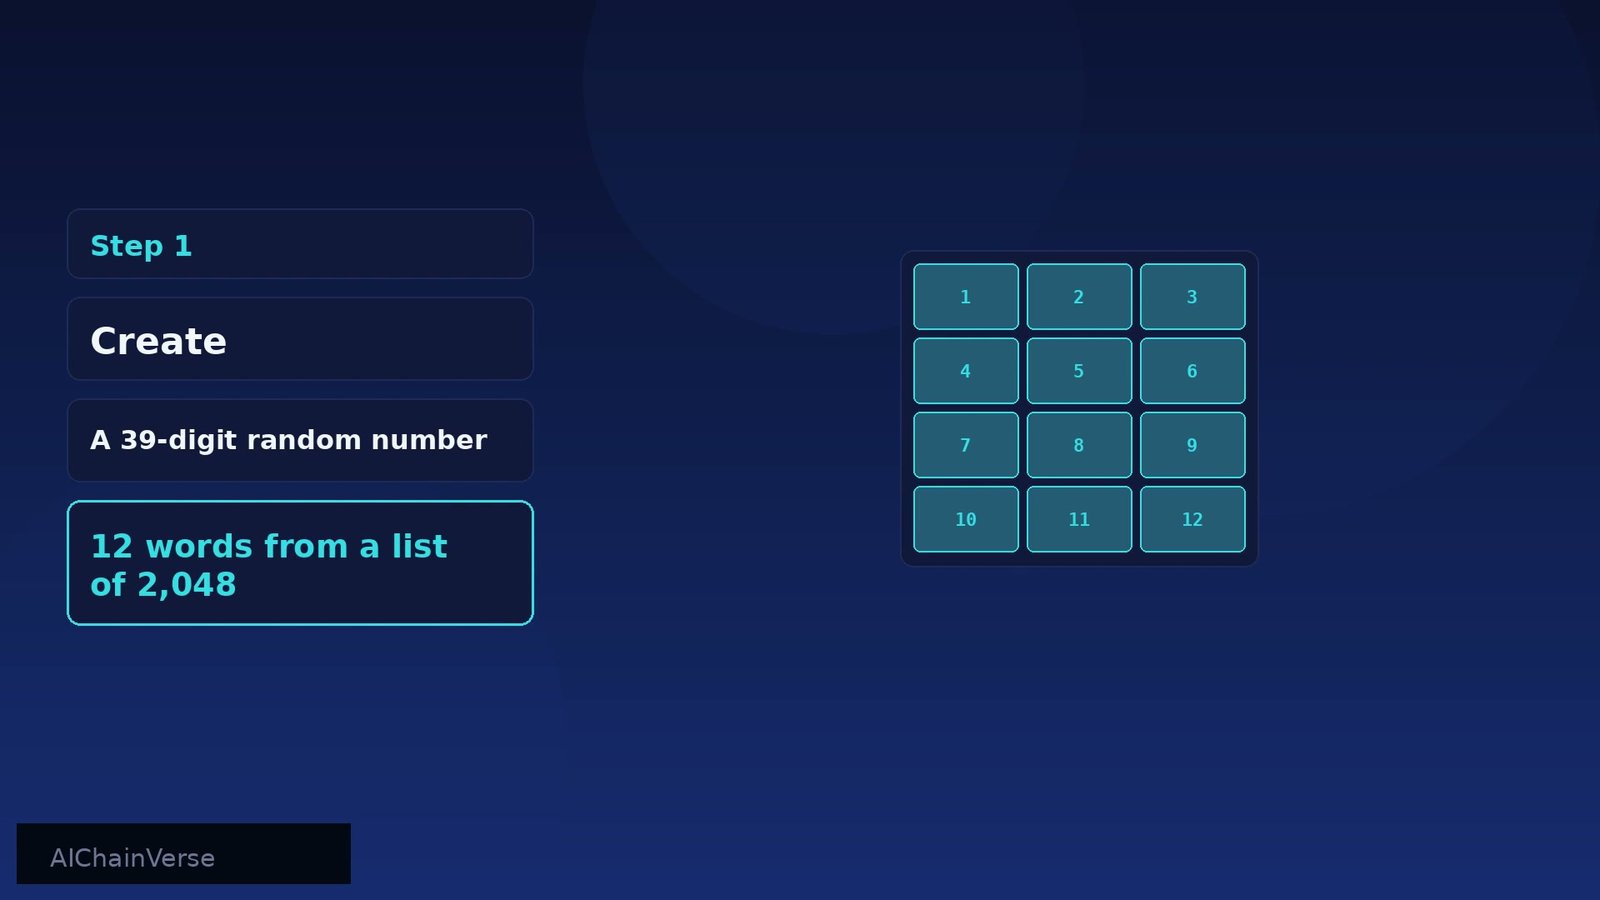 Step 1
Create
A 39-digit random number
12 words from a list
of 2,048
1 2 3
4 5 6
7 8 9
10 11 12
AIChainVerse